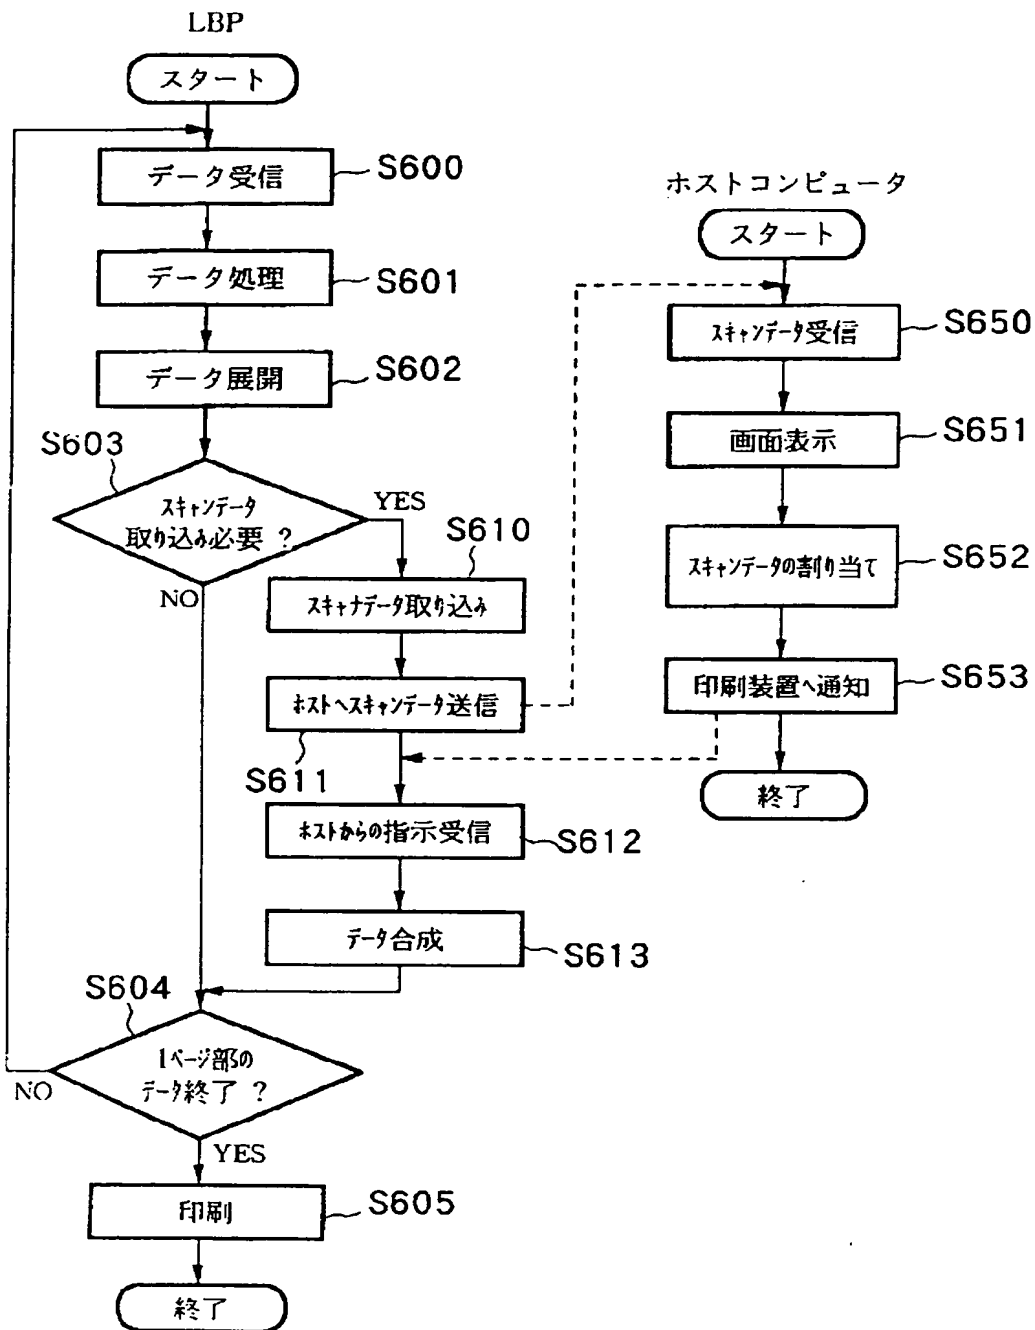 LBP
スタート
データ受信
S600
データ処理
S601
データ展開
S602
S603
スキャンデータ
取り込み必要 ?
YES
NO
S610
スキャナデータ取り込み
ホストへスキャンデータ送信
S611
ホストからの指示受信
S612
データ合成
S613
S604
1ページ部の
データ終了 ?
NO
YES
印刷
S605
終了
ホストコンピュータ
スタート
スキャンデータ受信
S650
画面表示
S651
スキャンデータの割り当て
S652
印刷装置へ通知
S653
終了